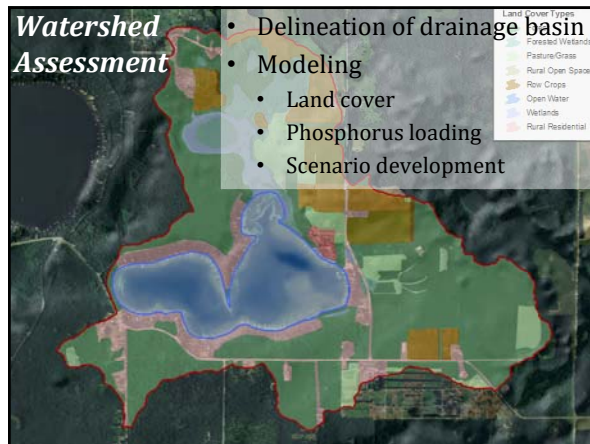 Watershed
Assessment
• Delineation of drainage basin
• Modeling
• Land cover
• Phosphorus loading
• Scenario development
Land Cover Types
Forested Wetlands
Pasture/Grass
Rural Open Space
Row Crops
Open Water
Wetlands
Rural Residential